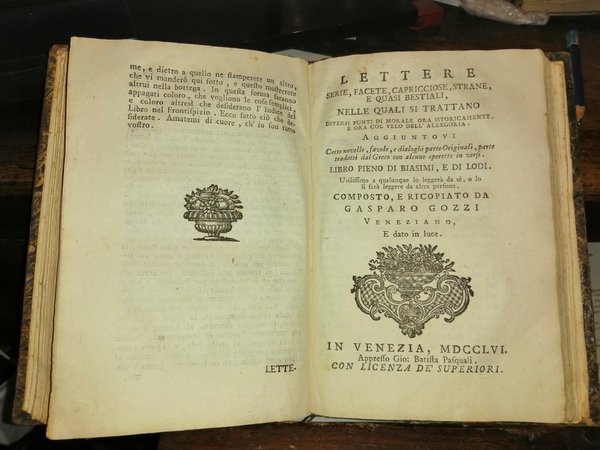 me, e dietro a quello ne stamperete un altro,
che vi manderò qui sotto, e questo mostrerete
altrui nella bottega. In questa forma saranno
appagati coloro, che vogliono le cose semplici,
e coloro altresì che desiderano l'Indice del
Libro nel Frontispizio. Ecco fatto ciò che de-
siderate. Amatemi di cuore, ch'io son tutto
vostro.
LETTE-
LETTERE
SERIE, FACETE, CAPRICCIOSE, STRANE,
E QUASI BESTIALI,
NELLE QUALI SI TRATTANO
DIVERSI PUNTI DI MORALE ORA ISTORICAMENTE,
E ORA COL VELO DELL'ALLEGORIA.
AGGIUNTOVI
Certe novelle, favole, e dialoghi parte Originali, parte
tradotti dal Greco con alcune operette in versi.
LIBRO PIENO DI BIASIMI, E DI LODI.
Utilissimo a qualunque lo leggerà da sè, o lo
si farà leggere da altra persona.
COMPOSTO, E RICOPIATO DA
GASPARO GOZZI
VENEZIANO,
E dato in luce.
IN VENEZIA, MDCCLVI.
Appresso Gio: Batista Pasquali.
CON LICENZA DE' SUPERIORI.